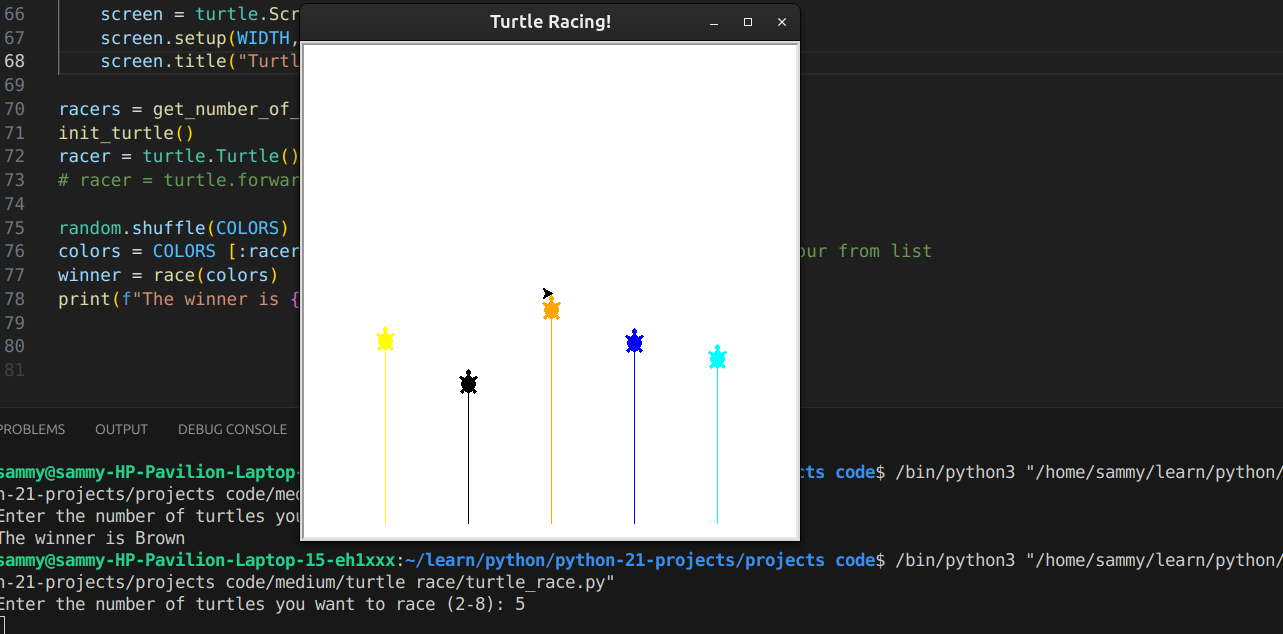 66 screen = turtle.Scr
67 screen.setup(WIDTH,
68 screen.title("Turtl
69
70 racers = get_number_of_
71 init_turtle()
72 racer = turtle.Turtle()
73 # racer = turtle.forwar
74
75 random.shuffle(COLORS)
76 colors = COLORS [:racer our from list
77 winner = race(colors)
78 print(f"The winner is {
79
80
81
Turtle Racing!
PROBLEMS OUTPUT DEBUG CONSOLE
sammy@sammy-HP-Pavilion-Laptop- cts code$ /bin/python3 "/home/sammy/learn/python/
n-21-projects/projects code/med
Enter the number of turtles you
The winner is Brown
sammy@sammy-HP-Pavilion-Laptop-15-eh1xxx:~/learn/python/python-21-projects/projects code$ /bin/python3 "/home/sammy/learn/python/
n-21-projects/projects code/medium/turtle race/turtle_race.py"
Enter the number of turtles you want to race (2-8): 5